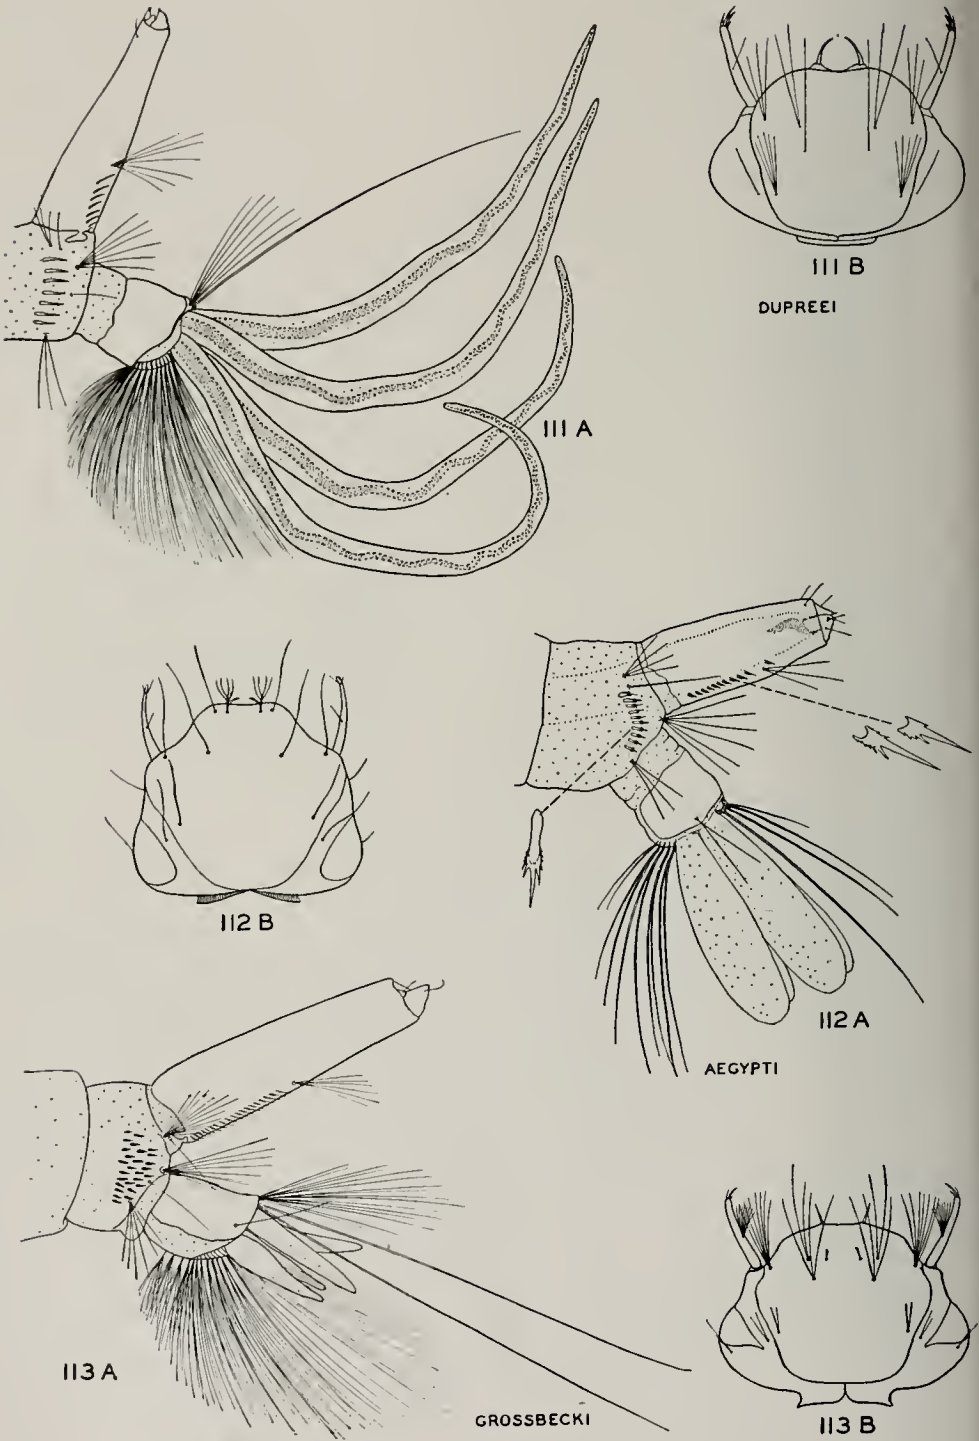 111 B
DUPREEI
111 A
112 B
112 A
AEGYPTI
113 A
GROSSBECKI
113 B